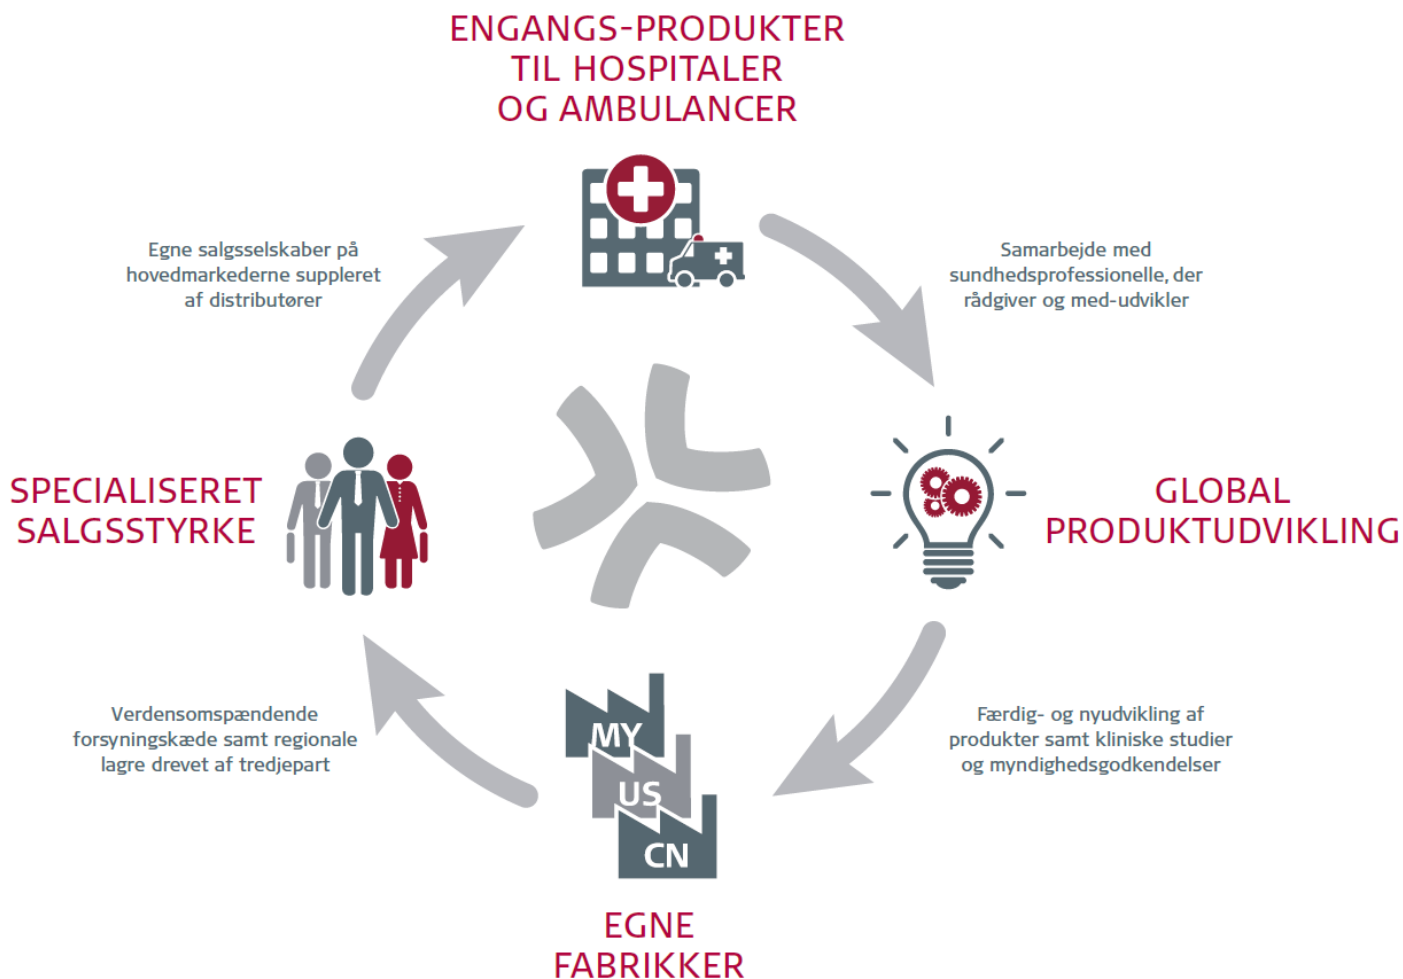 ENGANGS-PRODUKTER
TIL HOSPITALER
OG AMBULANCER
Egne salgsselskaber på
hovedmarkederne suppleret
af distributører
Samarbejde med
sundhedsprofessionelle, der
rådgiver og med-udvikler
SPECIALISERET
SALGSSTYRKE
GLOBAL
PRODUKTUDVIKLING
Verdensomspændende
forsyningskæde samt regionale
lagre drevet af tredjepart
MY
US
CN
Færdig- og nyudvikling af
produkter samt kliniske studier
og myndighedsgodkendelser
EGNE
FABRIKKER